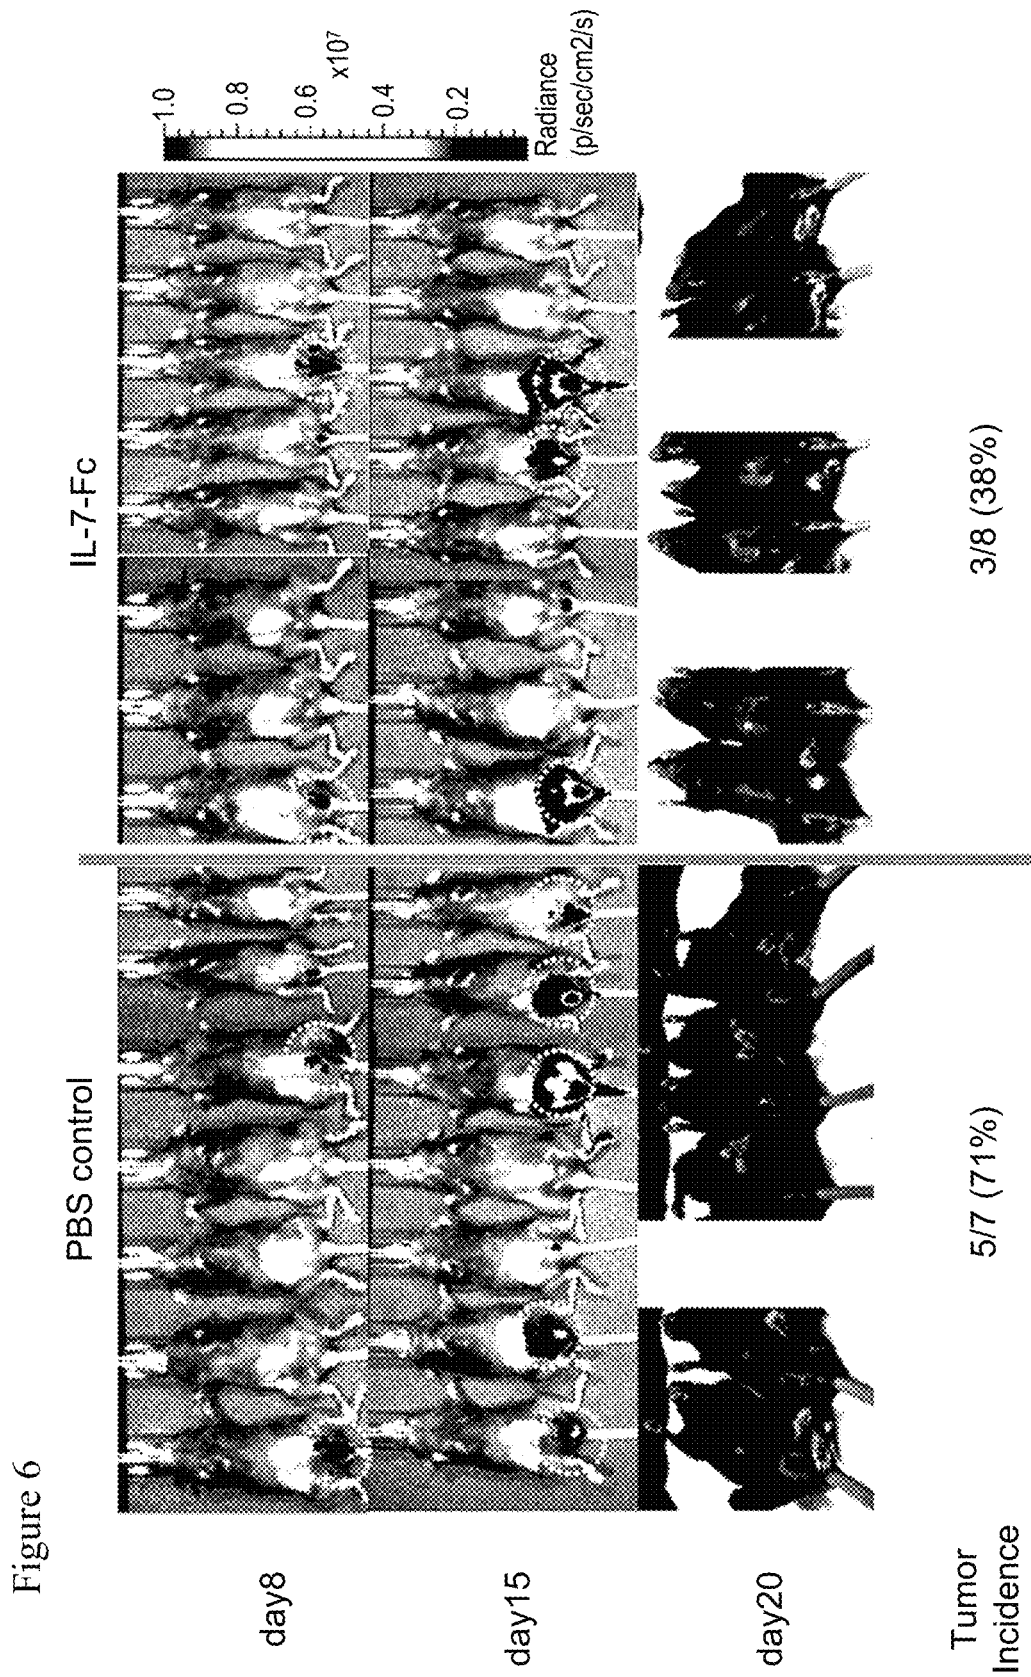 Figure 6
PBS control
IL-7-Fc
day8
day15
day20
1.0
0.8
0.6
0.4
0.2
x10⁷
Radiance
(p/sec/cm2/s)
Tumor
Incidence
5/7 (71%)
3/8 (38%)